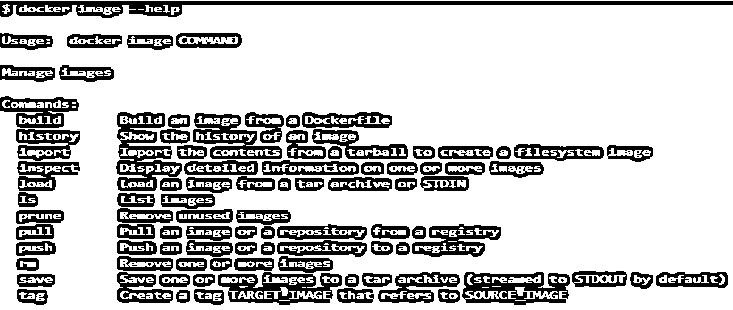 $ docker image --help
Usage:  docker image COMMAND
Manage images
Commands:
  build       Build an image from a Dockerfile
  history     Show the history of an image
  import      Import the contents from a tarball to create a filesystem image
  inspect     Display detailed information on one or more images
  load        Load an image from a tar archive or STDIN
  ls          List images
  prune       Remove unused images
  pull        Pull an image or a repository from a registry
  push        Push an image or a repository to a registry
  rm          Remove one or more images
  save        Save one or more images to a tar archive (streamed to STDOUT by default)
  tag         Create a tag TARGET_IMAGE that refers to SOURCE_IMAGE